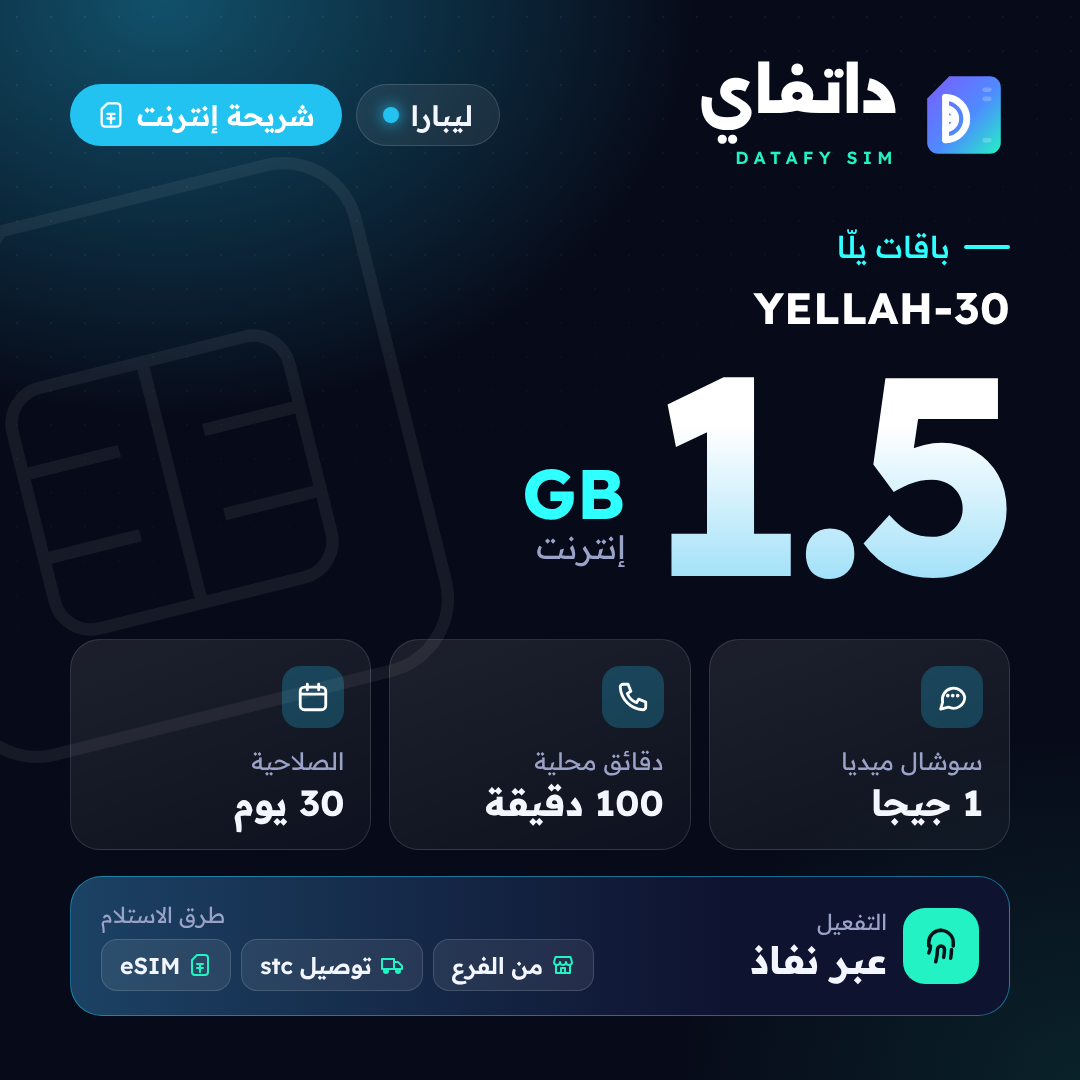 داتفاي
DATAFY SIM
ليبارا
شريحة إنترنت
باقات يلّا
YELLAH-30
1.5
GB
إنترنت
سوشال ميديا
1 جيجا
دقائق محلية
100 دقيقة
الصلاحية
30 يوم
التفعيل
عبر نفاذ
طرق الاستلام
من الفرع
توصيل stc
eSIM